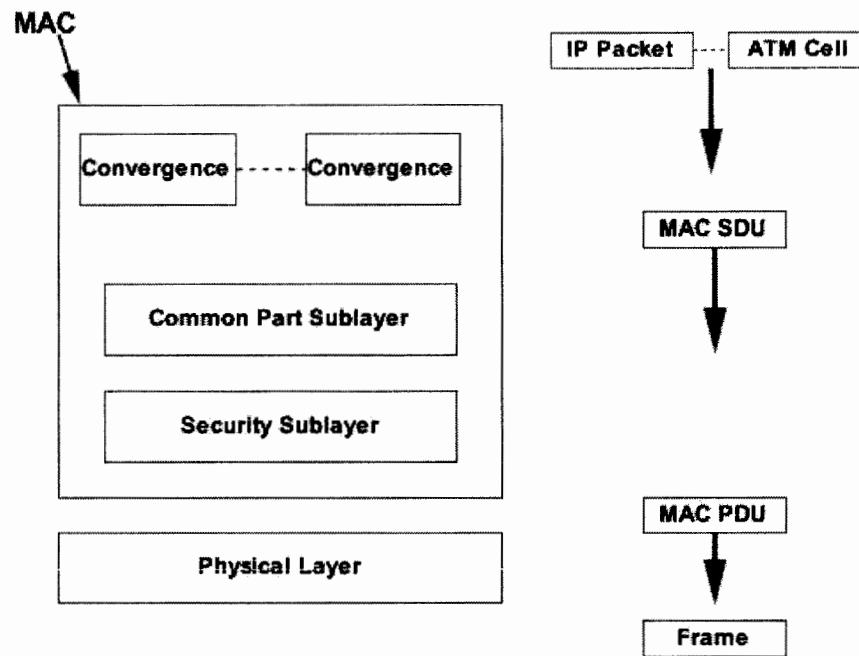 MAC
IP Packet
ATM Cell
Convergence
Convergence
MAC SDU
Common Part Sublayer
Security Sublayer
MAC PDU
Physical Layer
Frame